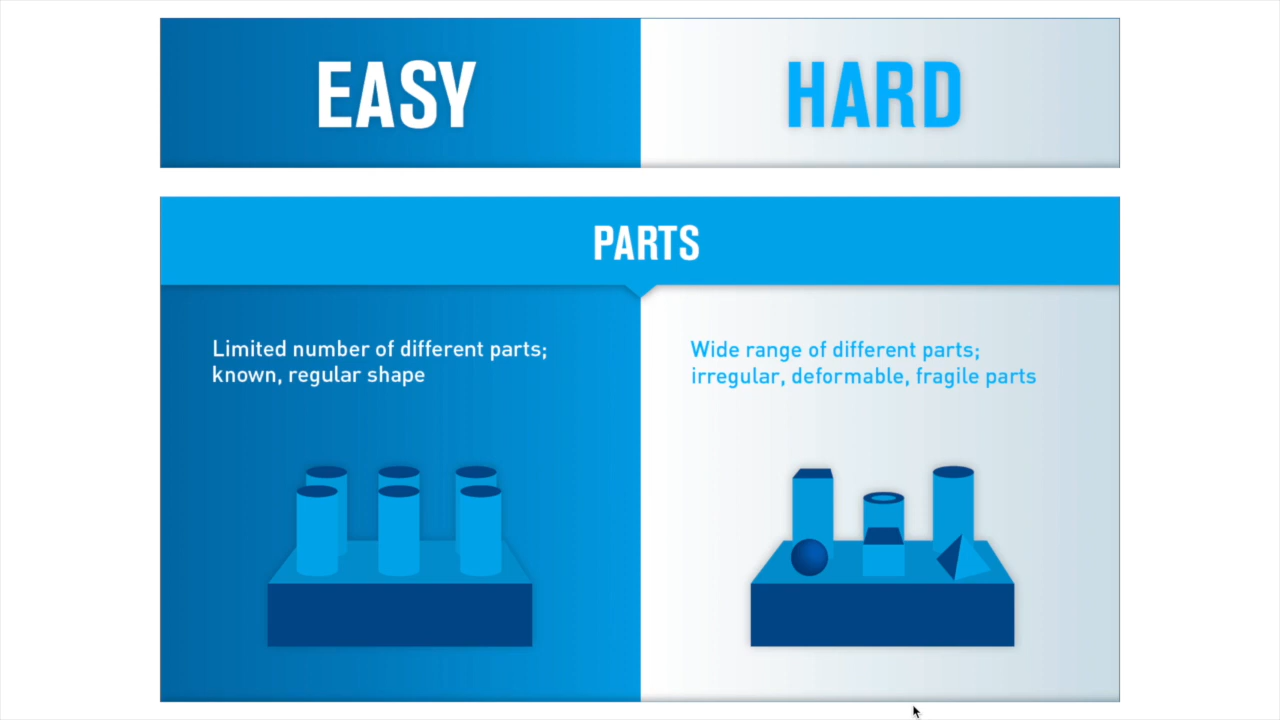 EASY
HARD
PARTS
Limited number of different parts;
known, regular shape
Wide range of different parts;
irregular, deformable, fragile parts